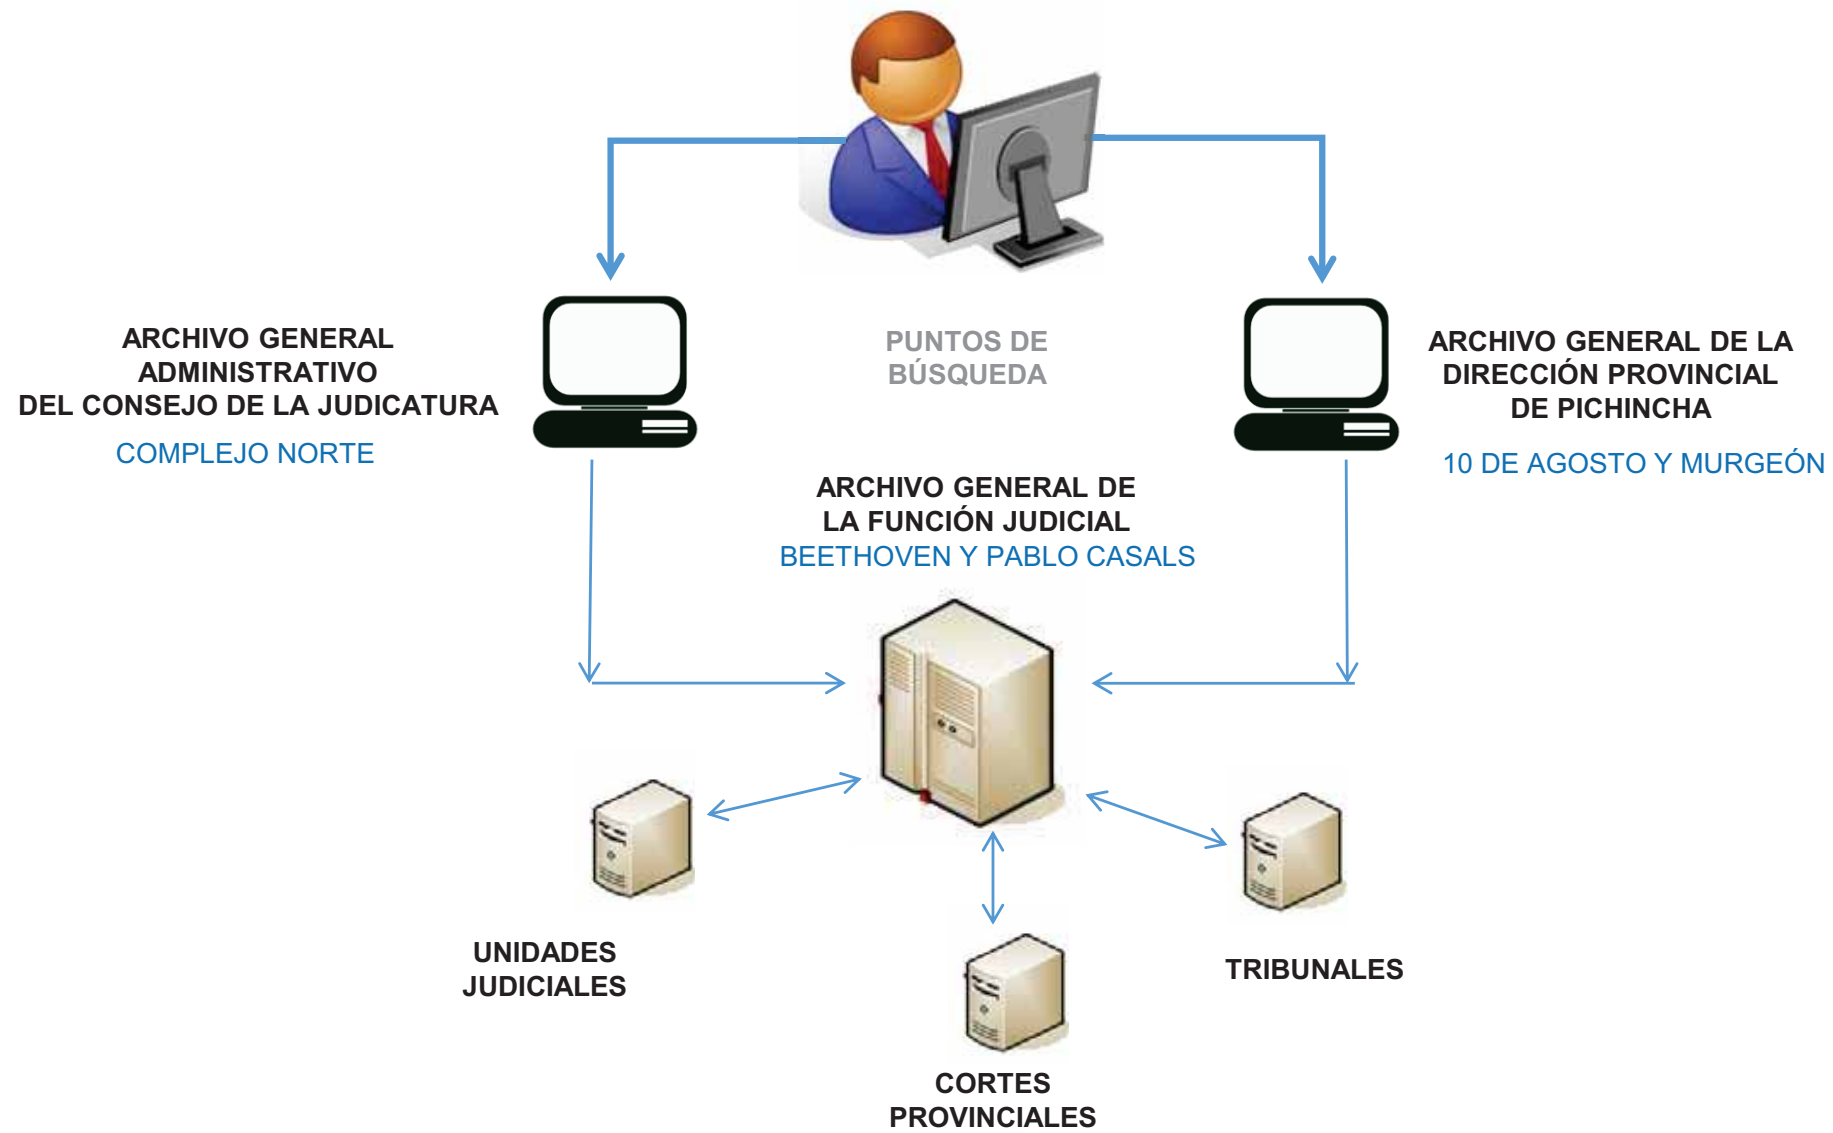 ARCHIVO GENERAL
ADMINISTRATIVO
DEL CONSEJO DE LA JUDICATURA
COMPLEJO NORTE
PUNTOS DE
BÚSQUEDA
ARCHIVO GENERAL DE LA
DIRECCIÓN PROVINCIAL
DE PICHINCHA
10 DE AGOSTO Y MURGEÓN
ARCHIVO GENERAL DE
LA FUNCIÓN JUDICIAL
BEETHOVEN Y PABLO CASALS
UNIDADES
JUDICIALES
TRIBUNALES
CORTES
PROVINCIALES